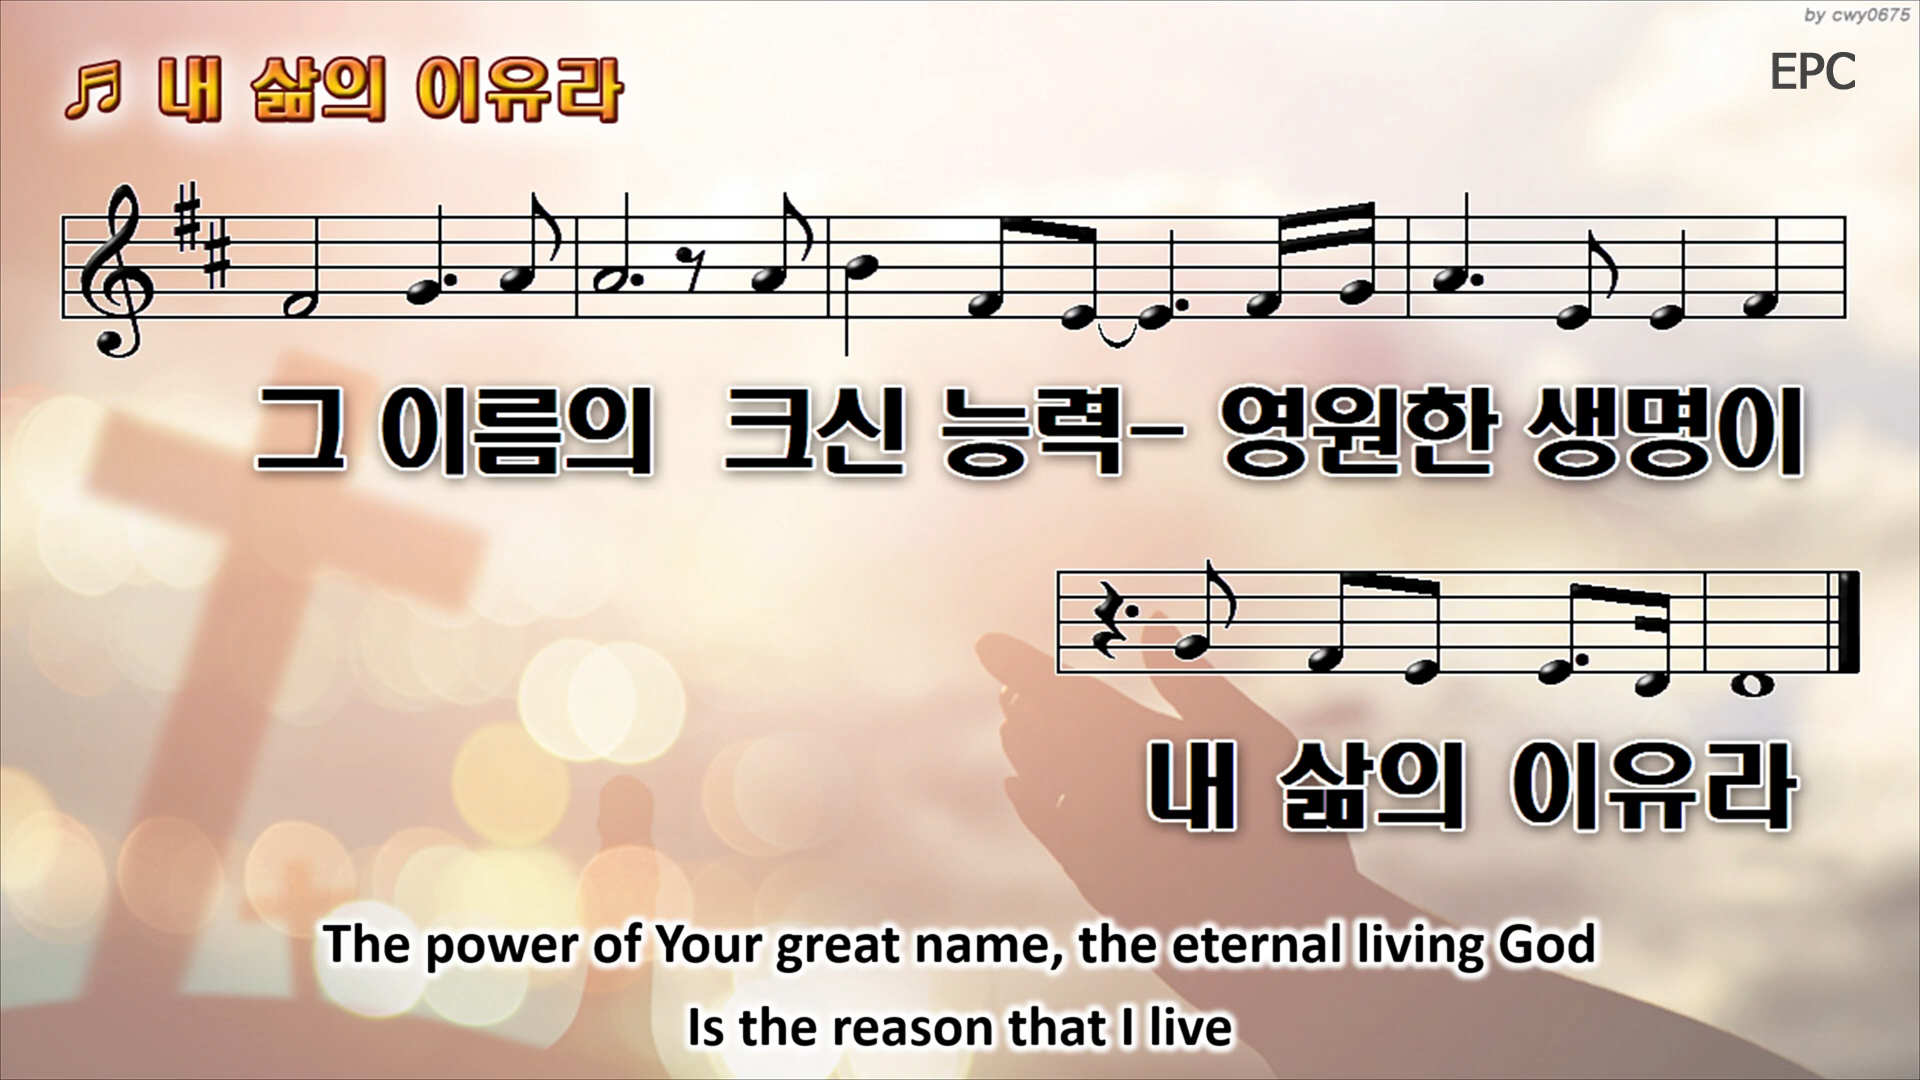 by cwy0675
내 삶의 이유라
EPC
그 이름의 크신 능력- 영원한 생명이
내 삶의 이유라
The power of Your great name, the eternal living God
Is the reason that I live